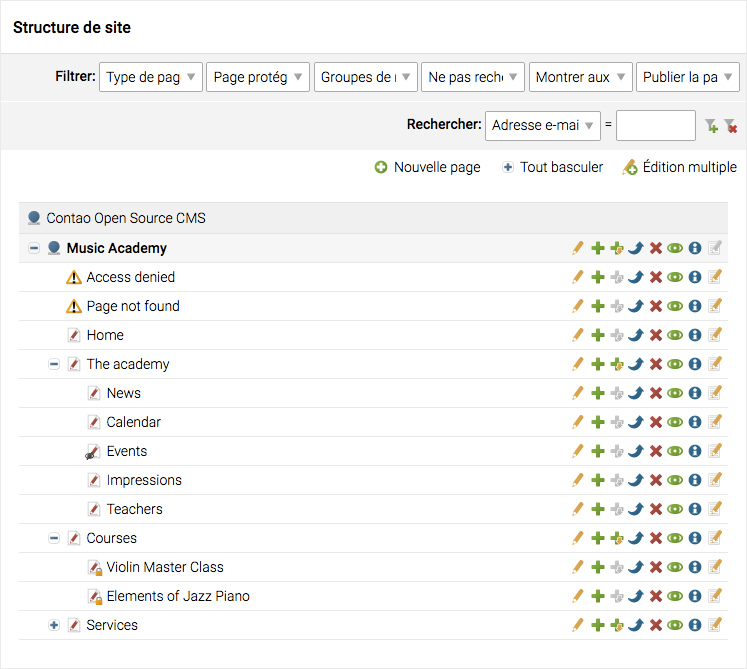 Structure de site
Filtrer: Type de pag Page protég Groupes de Ne pas rech Montrer aux Publier la pa
Rechercher: Adresse e-mai =
Nouvelle page Tout basculer Édition multiple
Contao Open Source CMS
Music Academy
Access denied
Page not found
Home
The academy
News
Calendar
Events
Impressions
Teachers
Courses
Violin Master Class
Elements of Jazz Piano
Services